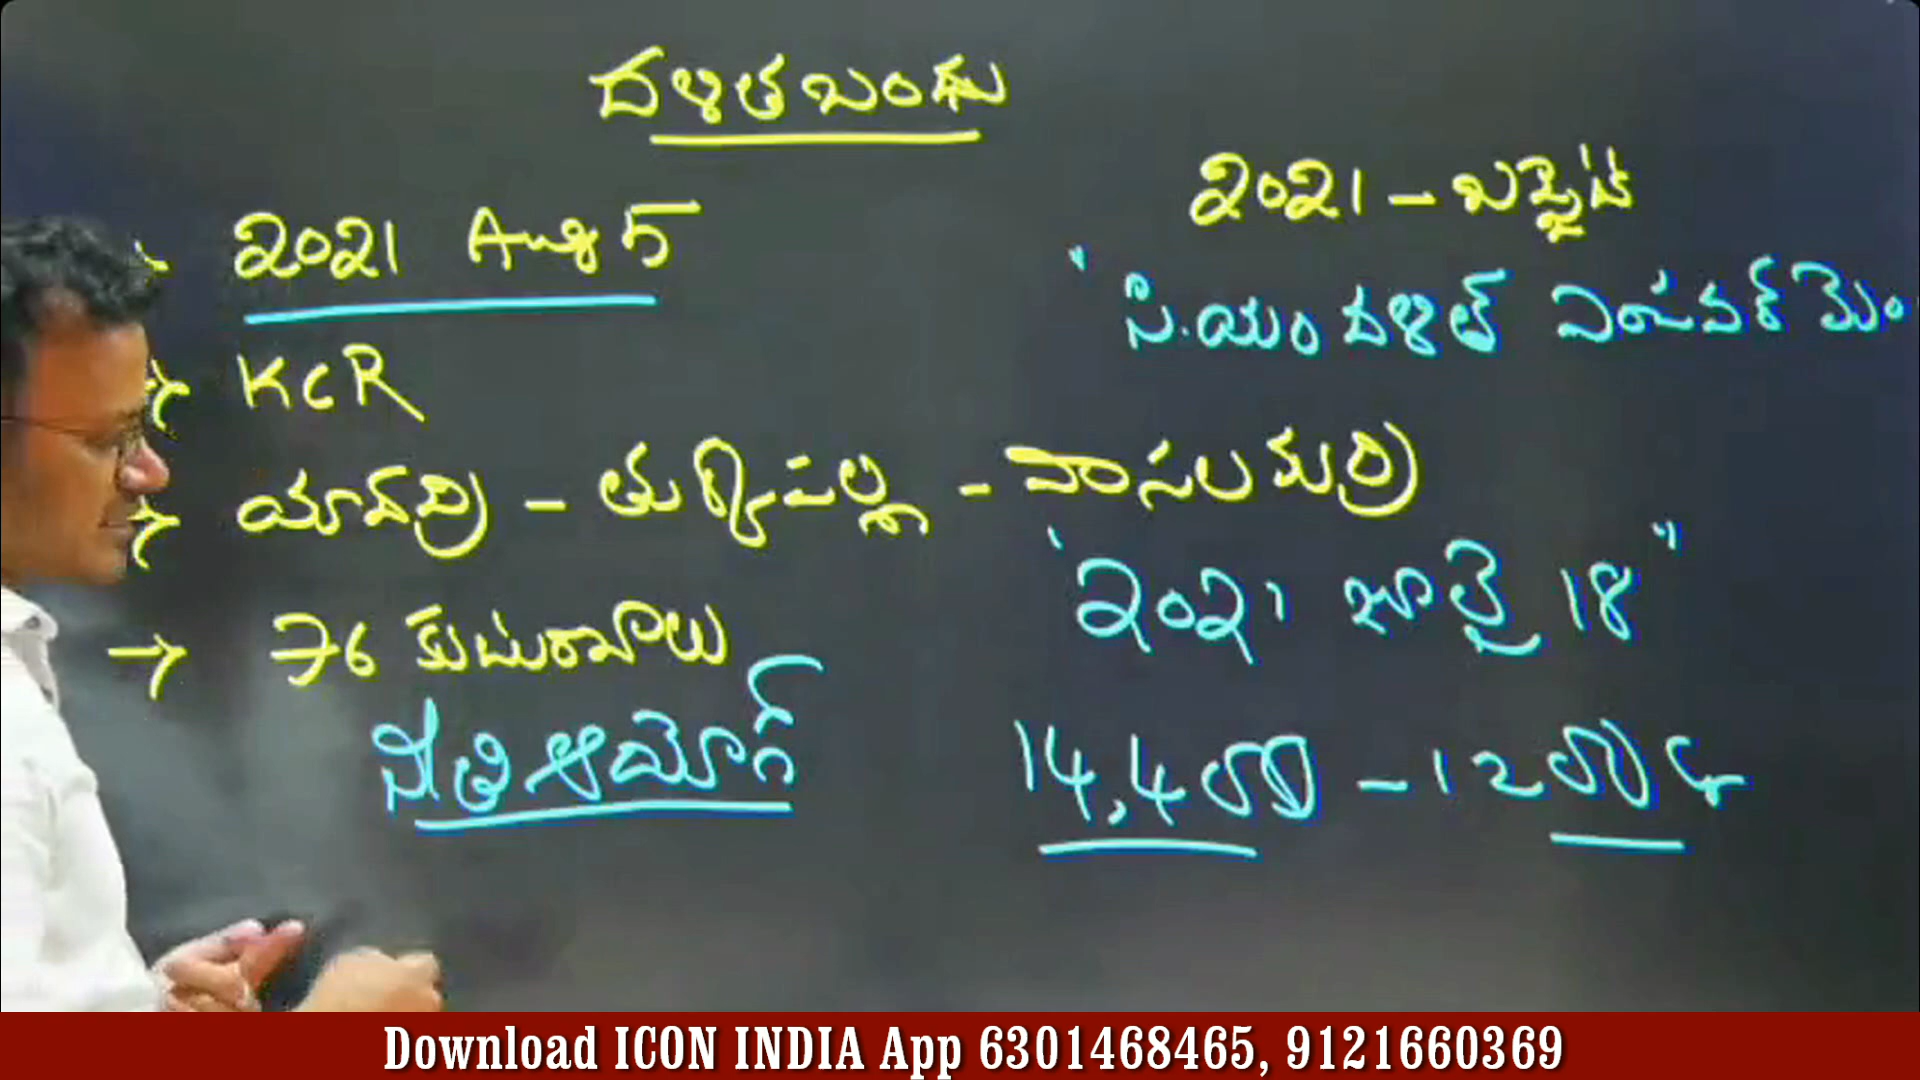 దళితబంధు
2021 - బడ్జెట్
→ 2021 Aug 5
"సి.యం దళిత్ ఎంపవర్ మెం
→ KCR
→ యాదాద్రి - తుర్కపల్లి - వాసాలమర్రి
"2021 జూలై 18"
→ 76 కుటుంబాలు
నీతి ఆయోగ్
14,400 - 1200 కో
Download ICON INDIA App 6301468465, 9121660369